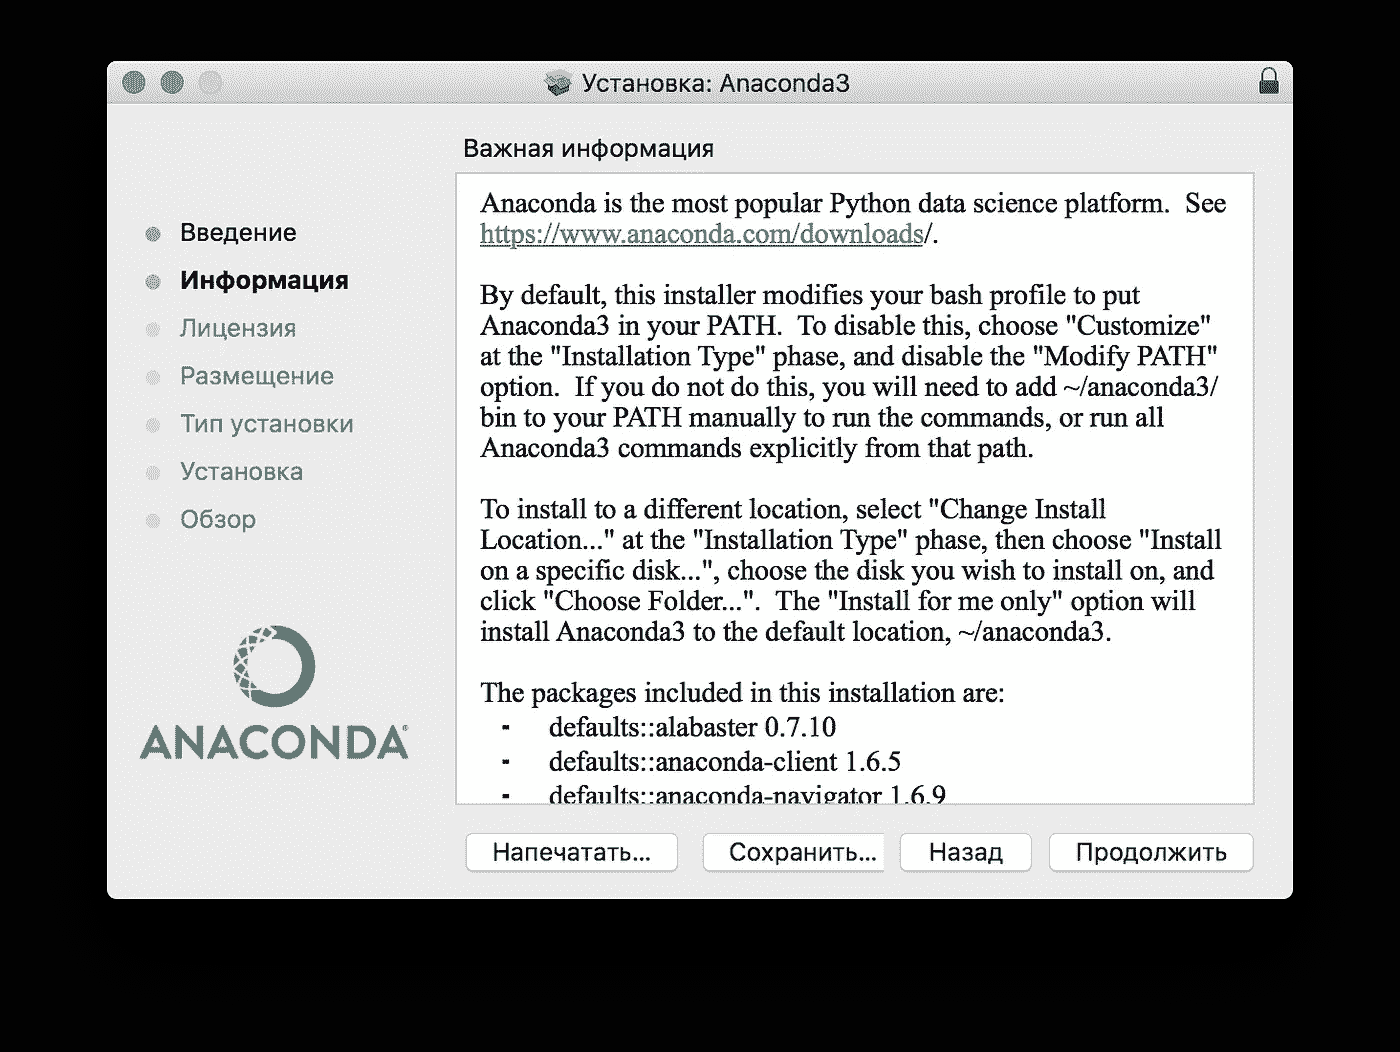 Установка: Anaconda3
Важная информация
Введение
Информация
Лицензия
Размещение
Тип установки
Установка
Обзор
ANACONDA®
Anaconda is the most popular Python data science platform.  See
https://www.anaconda.com/downloads/.
By default, this installer modifies your bash profile to put
Anaconda3 in your PATH.  To disable this, choose "Customize"
at the "Installation Type" phase, and disable the "Modify PATH"
option.  If you do not do this, you will need to add ~/anaconda3/
bin to your PATH manually to run the commands, or run all
Anaconda3 commands explicitly from that path.
To install to a different location, select "Change Install
Location..." at the "Installation Type" phase, then choose "Install
on a specific disk...", choose the disk you wish to install on, and
click "Choose Folder...".  The "Install for me only" option will
install Anaconda3 to the default location, ~/anaconda3.
The packages included in this installation are:
- defaults::alabaster 0.7.10
- defaults::anaconda-client 1.6.5
- defaults::anaconda-navigator 1.6.9
Напечатать... Сохранить... Назад Продолжить